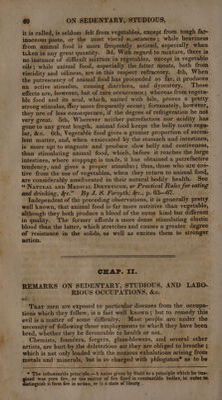 60 ON SEDENTARY, STUDIOUS,
it is called, is seldom felt from vegetables, except from tough far-
inaceous pasts, or the most viscid substances; while heaviness
from animal food is more frequently noticed, especially when
taken in any great quantity. 3d. With regard to mixture, there is
no instance of difficult mixture in vegetables, except in vegetable
oils; while animal food, especially the fatter meats, both from
viscidity and oiliness, are in this respect refractory. 4th. When
the putrescency of animal food has proceeded so far, it produces
an active stimulus, causing diarrhœa, and dysentery. These
effects are, however, but of rare occurrence; whereas from vegeta-
ble food and its acid, which, united with bile, proves a pretty
strong stimulus, they more frequently occur; fortunately, however,
they are of less consequence, if the degree of refrigeration is not
very great. 5th. Wherever neither putrefaction nor acidity has
gone to any great length, animal food keeps the belly more regu-
lar, &c. 6th. Vegetable food gives a greater proportion of excre-
ment matter, and, when evacuated by the stomach and intestines,
is more apt to stagnate and produce slow belly and costiveness,
than stimulating animal food, which, before it reaches the large
intestines, where stoppage is made, it has obtained a putrefactive
tendency, and gives a proper stimulus; thus, those who are cos-
tive from the use of vegetables, when they return to animal food,
are considerably ameliorated in their natural bodily health. See
"Natural and Medical Dieteticon, or Practical Rules for eating
and drinking, &c." By J. S. Forsyth, &c., p. 65—67.
Independent of the preceding observations, it is generally pretty
well known, that animal food is far more nutritive than vegetable,
although they both produce a blood of the same kind but different
in quality. The former affords a more dense stimulating elastic
blood than the latter, which stretches and causes a greater degree
of resistance in the solids, as well as excites them to stronger
action.
CHAP. II.
REMARKS ON SEDENTARY, STUDIOUS, AND LABO-
RIOUS OCCUPATIONS, &c.
That men are exposed to particular diseases from the occupa-
tions which they follow, is a fact well known; but to remedy this
evil is a matter of some difficulty. Most people are under the
necessity of following those employments to which they have been
bred, whether they be favourable to health or not.
Chemists, founders, forgers, glass-blowers, and several other
artists, are hurt by the deleterious air they are obliged to breathe;
which is not only loaded with the noxious exhalations arising from
metals and minerals, but is so charged with phlogiston* as to be
* The inflammable principle.—A name given by Stahl to a principle which he ima-
gined was pure fire, or the matter of fire fixed in combustible bodies, in order to
distinguish it from fire in action, or in a state of liberty.